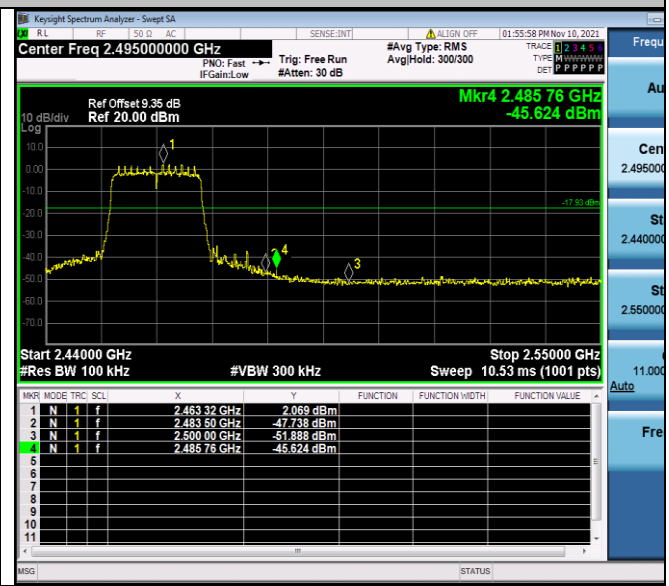 Keysight Spectrum Analyzer - Swept SA
LXI RL RF 50 Ω AC SENSE:INT ALIGN OFF 01:55:58 PM Nov 10, 2021
Center Freq 2.495000000 GHz
PNO: Fast
IFGain:Low
Trig: Free Run
#Atten: 30 dB
#Avg Type: RMS
Avg|Hold: 300/300
TRACE 1 2 3 4 5 6
TYPE M WWWWW
DET P P P P P P
Frequ
Ref Offset 9.35 dB
10 dB/div Ref 20.00 dBm
Log
Mkr4 2.485 76 GHz
-45.624 dBm
10.0
0.00
-10.0
-20.0
-30.0
-40.0
-50.0
-60.0
-70.0
1
4
3
-17.93 dBm
Start 2.44000 GHz
Stop 2.55000 GHz
#Res BW 100 kHz
#VBW 300 kHz
Sweep 10.53 ms (1001 pts)
MKR MODE TRC SCL X Y FUNCTION FUNCTION WIDTH FUNCTION VALUE
1 N 1 f 2.463 32 GHz 2.069 dBm
2 N 1 f 2.483 50 GHz -47.738 dBm
3 N 1 f 2.500 00 GHz -51.888 dBm
4 N 1 f 2.485 76 GHz -45.624 dBm
5
6
7
8
9
10
11
MSG
STATUS
Au
Cen
2.495000
St
2.440000
St
2.550000
11.000
Auto
Fre